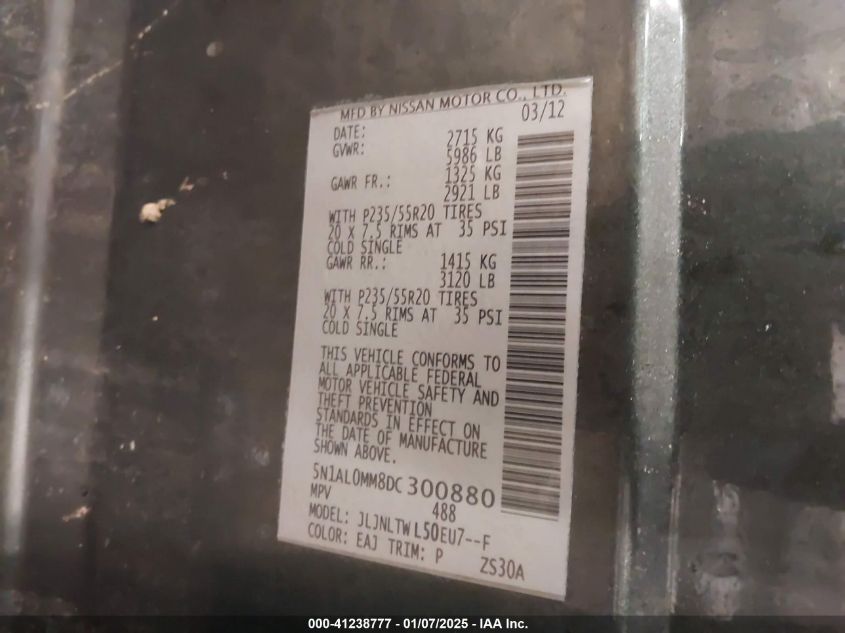 MFD BY NISSAN MOTOR CO., LTD.
DATE: 03/12
GVWR: 2715 KG
5986 LB
GAWR FR.: 1325 KG
2921 LB
WITH P235/55R20 TIRES
20 X 7.5 RIMS AT 35 PSI
COLD SINGLE
GAWR RR.: 1415 KG
3120 LB
WITH P235/55R20 TIRES
20 X 7.5 RIMS AT 35 PSI
COLD SINGLE
THIS VEHICLE CONFORMS TO
ALL APPLICABLE FEDERAL
MOTOR VEHICLE SAFETY AND
THEFT PREVENTION
STANDARDS IN EFFECT ON
THE DATE OF MANUFACTURE
SHOWN ABOVE.
5N1AL0MM8DC300880
MPV 488
MODEL: JLJNLTWL50EU7--F
COLOR: EAJ TRIM: P ZS30A
000-41238777 - 01/07/2025 - IAA Inc.